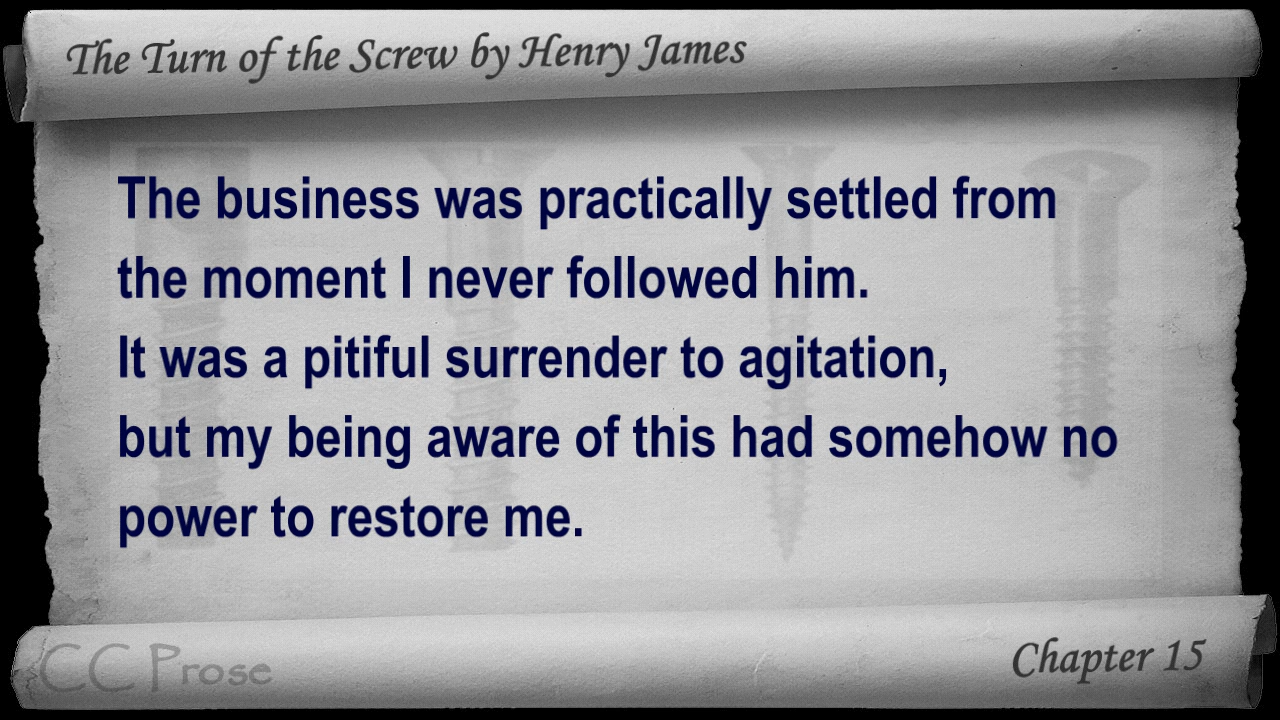 The Turn of the Screw by Henry James
The business was practically settled from
the moment I never followed him.
It was a pitiful surrender to agitation,
but my being aware of this had somehow no
power to restore me.
CC Prose
Chapter 15